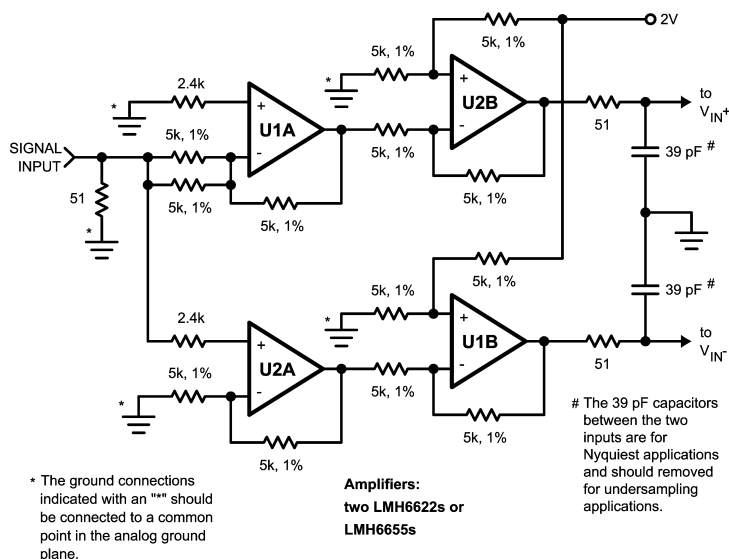 2V
5k, 1%
5k, 1%
*
+
U2B
-
to
VIN+
51
2.4k
*
+
U1A
-
5k, 1%
SIGNAL
INPUT
5k, 1%
5k, 1%
5k, 1%
5k, 1%
5k, 1%
39 pF #
51
*
5k, 1%
5k, 1%
*
+
U1B
-
39 pF #
2.4k
+
U2A
-
to
VIN-
51
5k, 1%
*
5k, 1%
5k, 1%
5k, 1%
* The ground connections
indicated with an "*" should
be connected to a common
point in the analog ground
plane.
Amplifiers:
two LMH6622s or
LMH6655s
# The 39 pF capacitors
between the two
inputs are for
Nyquiest applications
and should removed
for undersampling
applications.